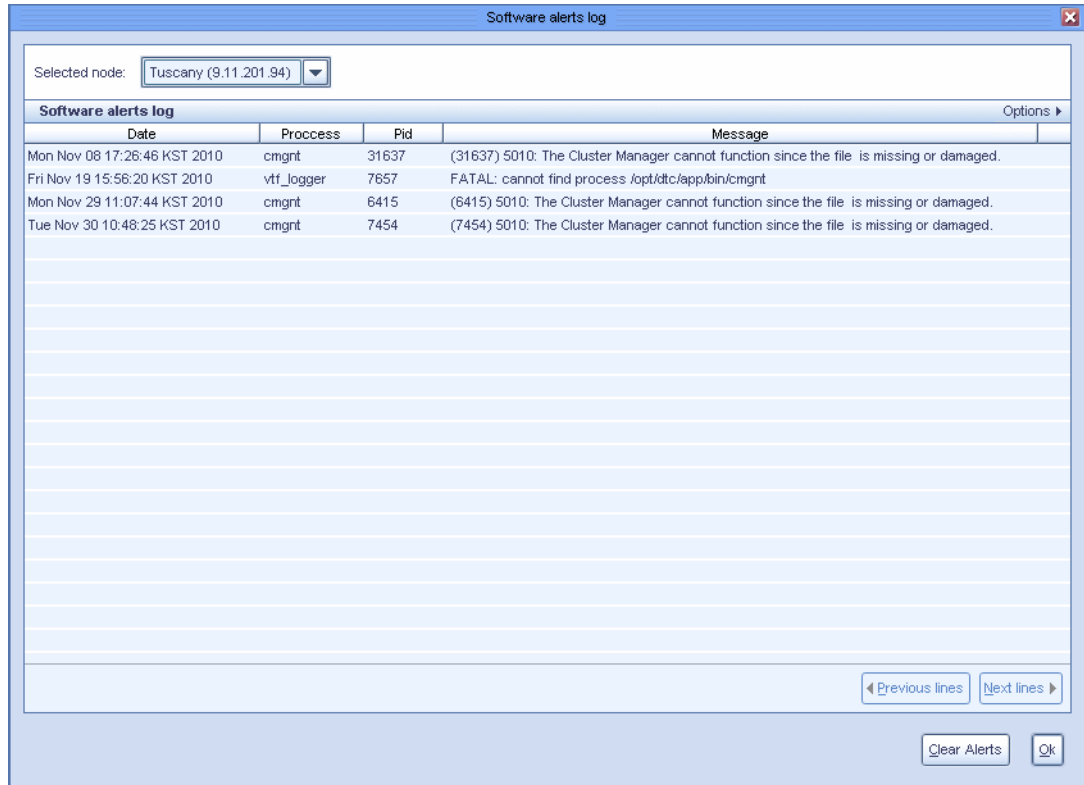 Software alerts log
Selected node: Tuscany (9.11.201.94)
Software alerts log Options
Date Proccess Pid Message
Mon Nov 08 17:26:46 KST 2010 cmgnt 31637 (31637) 5010: The Cluster Manager cannot function since the file is missing or damaged.
Fri Nov 19 15:56:20 KST 2010 vtf_logger 7657 FATAL: cannot find process /opt/dtc/app/bin/cmgnt
Mon Nov 29 11:07:44 KST 2010 cmgnt 6415 (6415) 5010: The Cluster Manager cannot function since the file is missing or damaged.
Tue Nov 30 10:48:25 KST 2010 cmgnt 7454 (7454) 5010: The Cluster Manager cannot function since the file is missing or damaged.
Previous lines Next lines
Clear Alerts Ok